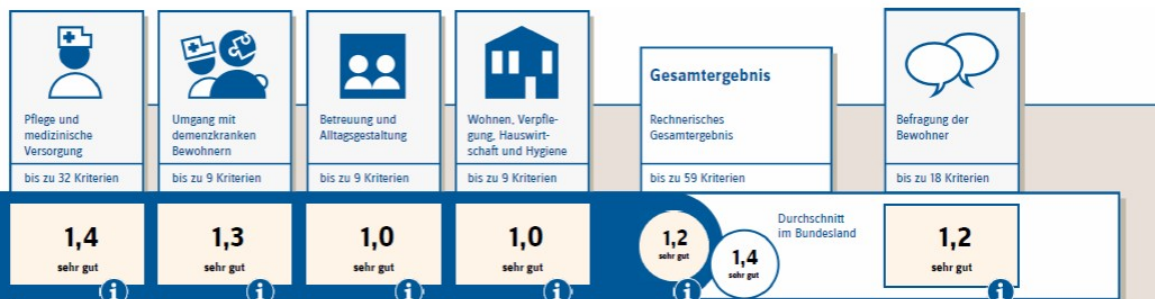 Pflege und
medizinische
Versorgung
bis zu 32 Kriterien
1,4
sehr gut
i
Umgang mit
demenzkranken
Bewohnern
bis zu 9 Kriterien
1,3
sehr gut
i
Betreuung und
Alltagsgestaltung
bis zu 9 Kriterien
1,0
sehr gut
i
Wohnen, Verpfle-
gung, Hauswirt-
schaft und Hygiene
bis zu 9 Kriterien
1,0
sehr gut
i
Gesamtergebnis
Rechnerisches
Gesamtergebnis
bis zu 59 Kriterien
1,2
sehr gut
i
1,4
sehr gut
Durchschnitt
im Bundesland
Befragung der
Bewohner
bis zu 18 Kriterien
1,2
sehr gut
i